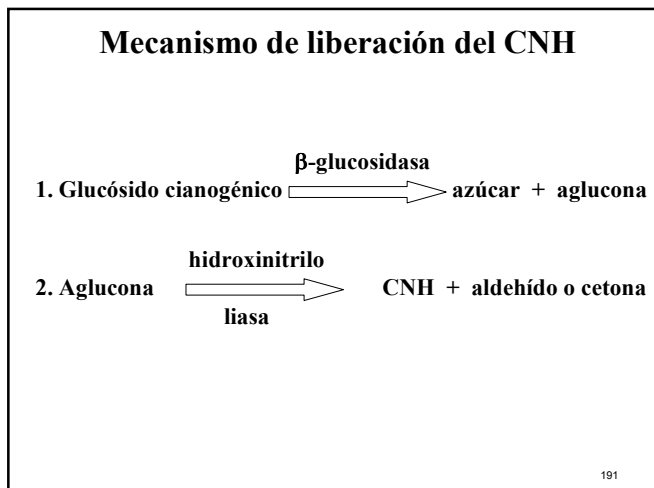 Mecanismo de liberación del CNH
β-glucosidasa
1. Glucósido cianogénico azúcar + aglucona
hidroxinitrilo
2. Aglucona CNH + aldehído o cetona
liasa
191